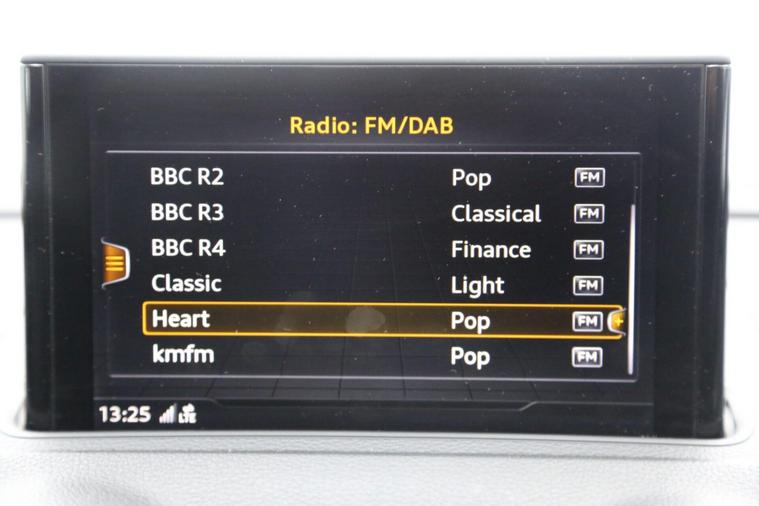 Radio: FM/DAB
BBC R2 Pop FM
BBC R3 Classical FM
BBC R4 Finance FM
Classic Light FM
Heart Pop FM +
kmfm Pop FM
13:25 LTE